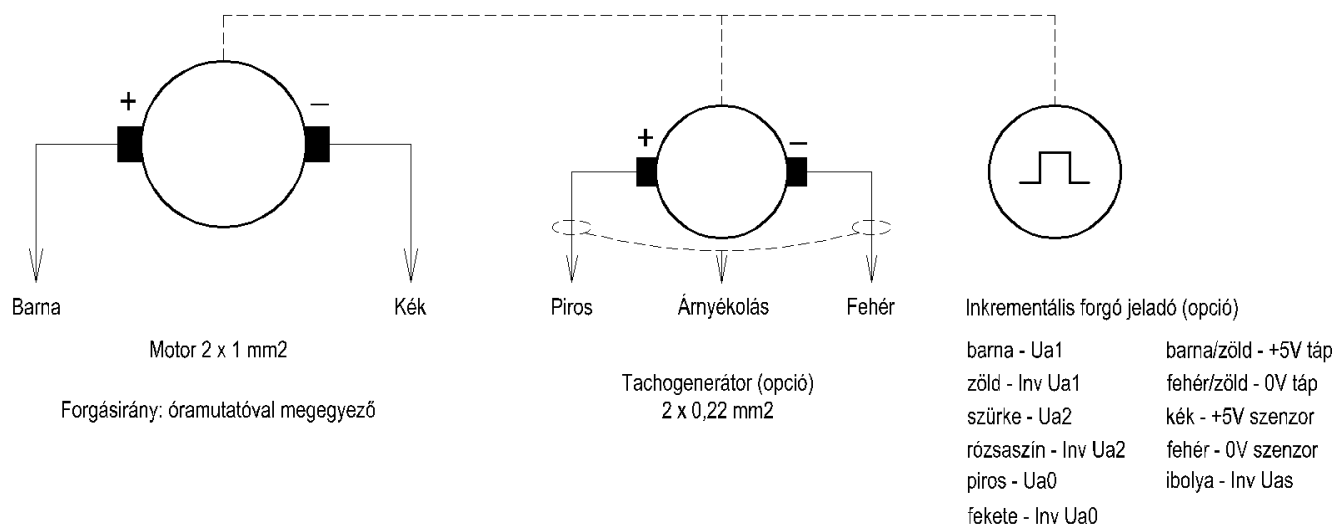 + –
+ –
Barna
Kék
Motor 2 x 1 mm2
Forgásirány: óramutatóval megegyező
Piros
Árnyékolás
Fehér
Tachogenerátor (opció)
2 x 0,22 mm2
Inkrementális forgó jeladó (opció)
barna - Ua1
zöld - Inv Ua1
szürke - Ua2
rózsaszín - Inv Ua2
piros - Ua0
fekete - Inv Ua0
barna/zöld - +5V táp
fehér/zöld - 0V táp
kék - +5V szenzor
fehér - 0V szenzor
ibolya - Inv Uas